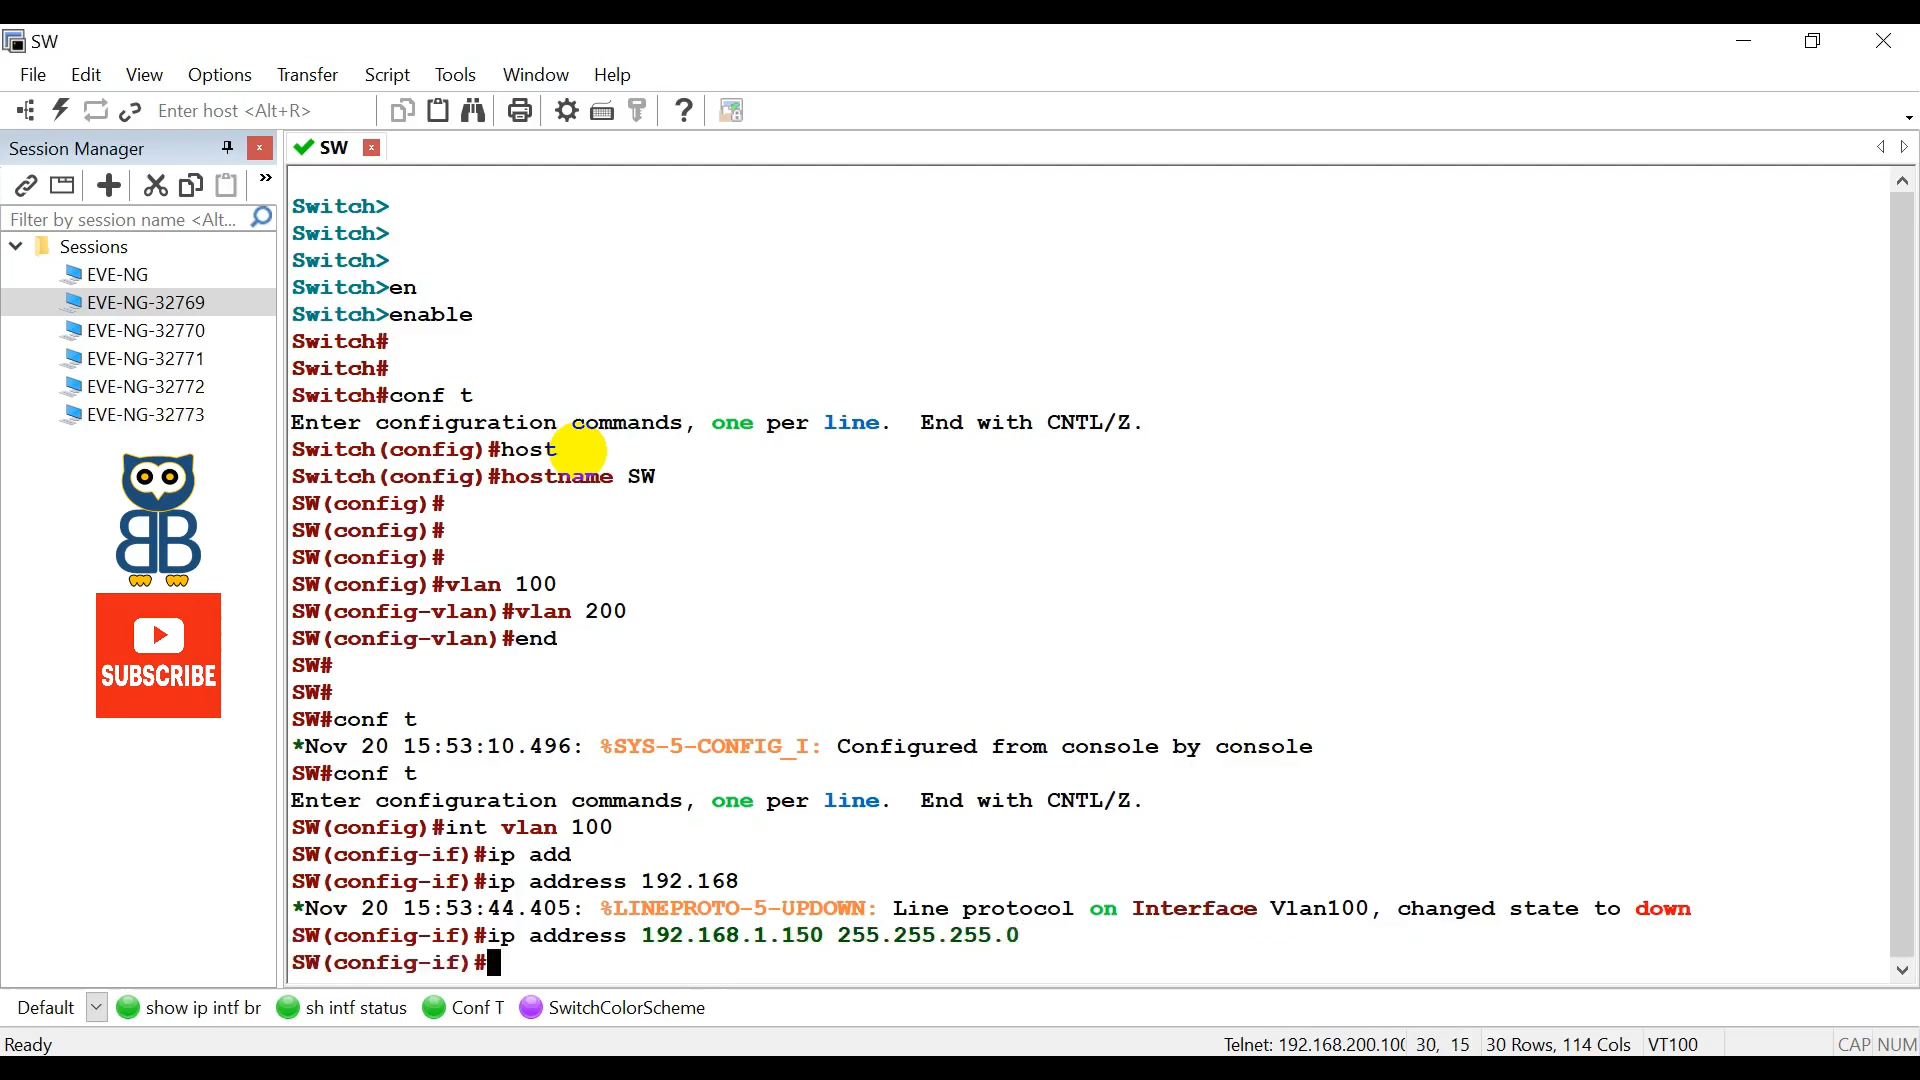 SW
File Edit View Options Transfer Script Tools Window Help
Enter host <Alt+R>
Session Manager
SW
Filter by session name <Alt...
Sessions
EVE-NG
EVE-NG-32769
EVE-NG-32770
EVE-NG-32771
EVE-NG-32772
EVE-NG-32773
SUBSCRIBE
Switch>
Switch>
Switch>
Switch>en
Switch>enable
Switch#
Switch#
Switch#conf t
Enter configuration commands, one per line.  End with CNTL/Z.
Switch(config)#host
Switch(config)#hostname SW
SW(config)#
SW(config)#
SW(config)#
SW(config)#vlan 100
SW(config-vlan)#vlan 200
SW(config-vlan)#end
SW#
SW#
SW#conf t
*Nov 20 15:53:10.496: %SYS-5-CONFIG_I: Configured from console by console
SW#conf t
Enter configuration commands, one per line.  End with CNTL/Z.
SW(config)#int vlan 100
SW(config-if)#ip add
SW(config-if)#ip address 192.168
*Nov 20 15:53:44.405: %LINEPROTO-5-UPDOWN: Line protocol on Interface Vlan100, changed state to down
SW(config-if)#ip address 192.168.1.150 255.255.255.0
SW(config-if)#
Default show ip intf br sh intf status Conf T SwitchColorScheme
Ready Telnet: 192.168.200.100 30, 15 30 Rows, 114 Cols VT100 CAP NUM